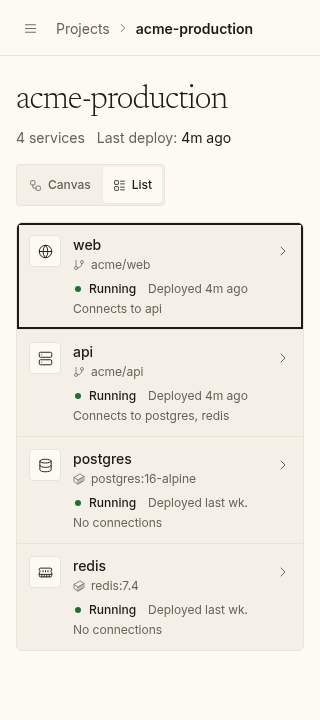 Projects > acme-production
acme-production
4 services Last deploy: 4m ago
Canvas List
web
acme/web
Running Deployed 4m ago
Connects to api
api
acme/api
Running Deployed 4m ago
Connects to postgres, redis
postgres
postgres:16-alpine
Running Deployed last wk.
No connections
redis
redis:7.4
Running Deployed last wk.
No connections